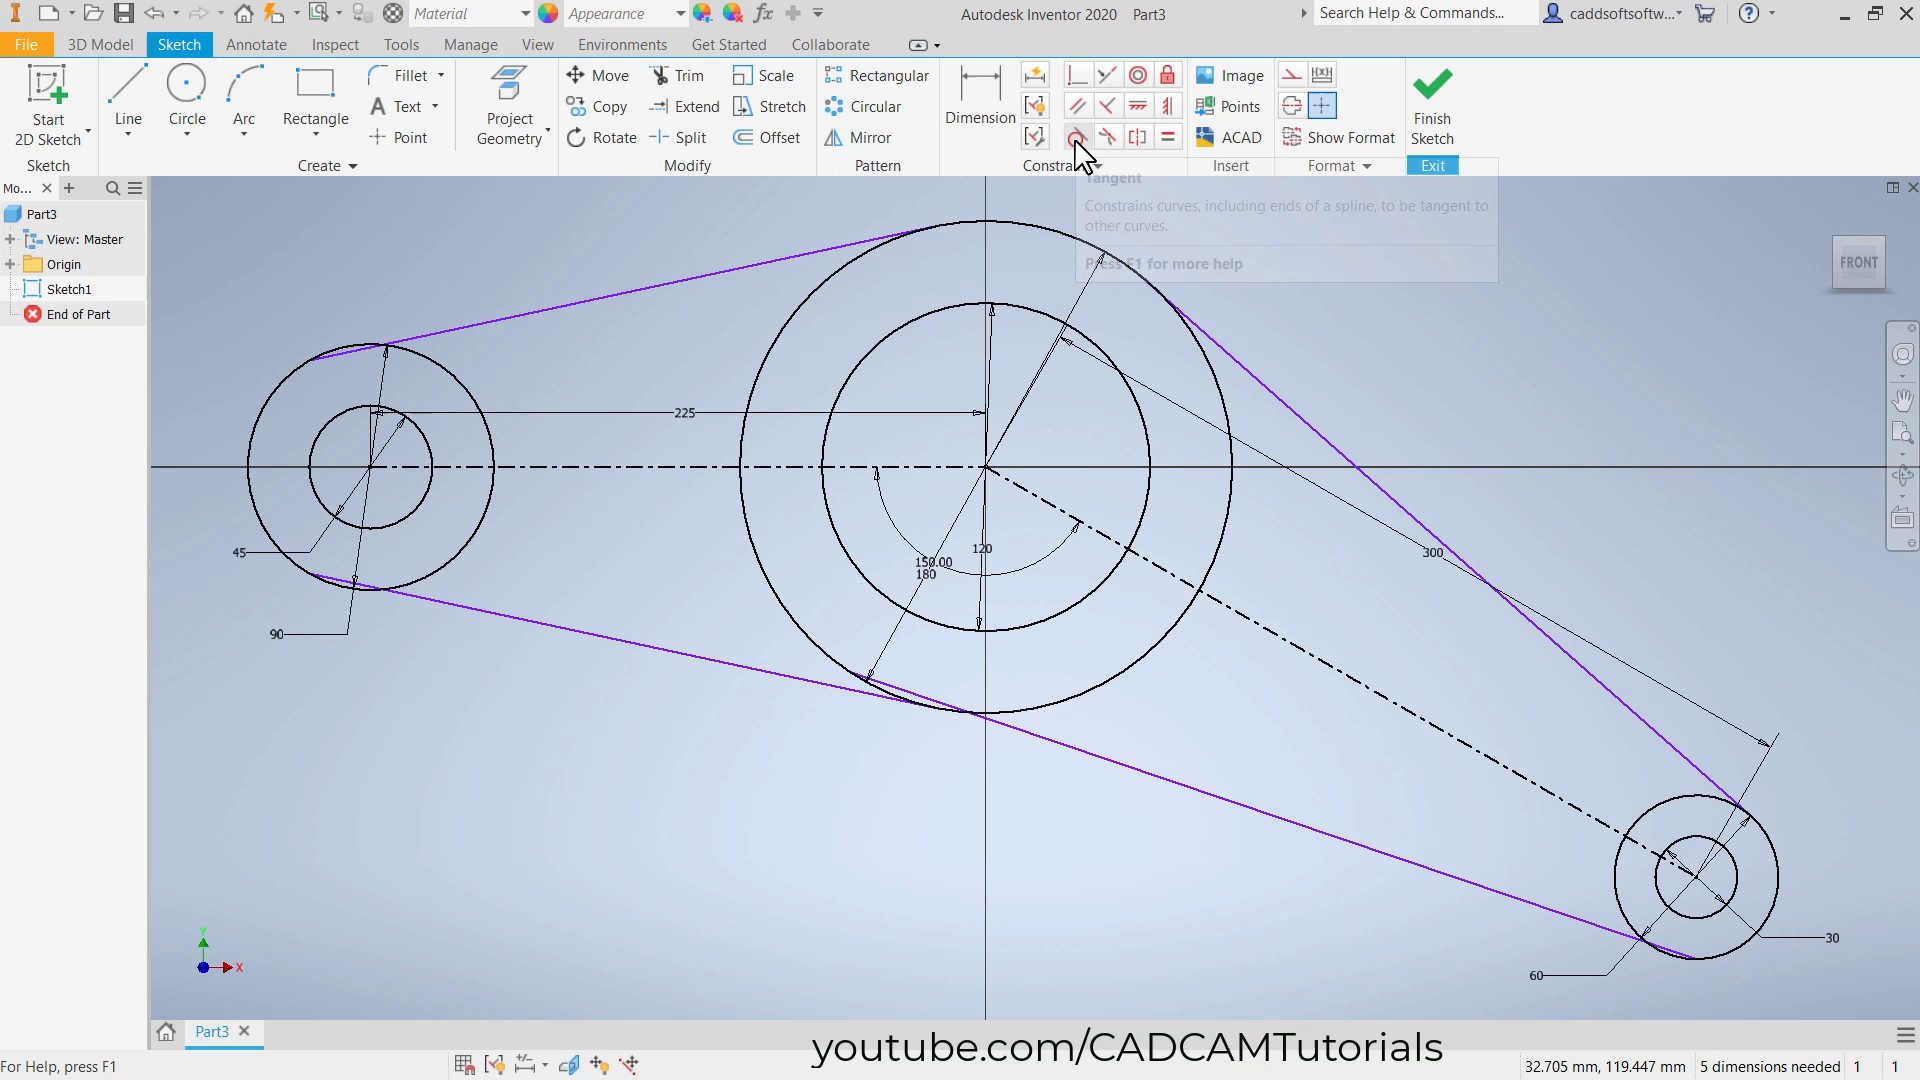 Material
Appearance
fx
Autodesk Inventor 2020 Part3
Search Help & Commands...
caddsoftsoftw...
File 3D Model Sketch Annotate Inspect Tools Manage View Environments Get Started Collaborate
Start
2D Sketch
Sketch
Line
Circle
Arc
Rectangle
Fillet
Text
Point
Create
Project
Geometry
Move
Trim
Scale
Copy
Extend
Stretch
Rotate
Split
Offset
Modify
Rectangular
Circular
Mirror
Pattern
Dimension
Constra
Image
Points
ACAD
Insert
Show Format
Format
Finish
Sketch
Exit
Mo...
Part3
View: Master
Origin
Sketch1
End of Part
Tangent
Constrains curves, including ends of a spline, to be tangent to
other curves.
Press F1 for more help
FRONT
225
45
90
120
150.00
180
300
30
60
Y
X
Part3
For Help, press F1
youtube.com/CADCAMTutorials
32.705 mm, 119.447 mm 5 dimensions needed 1 1